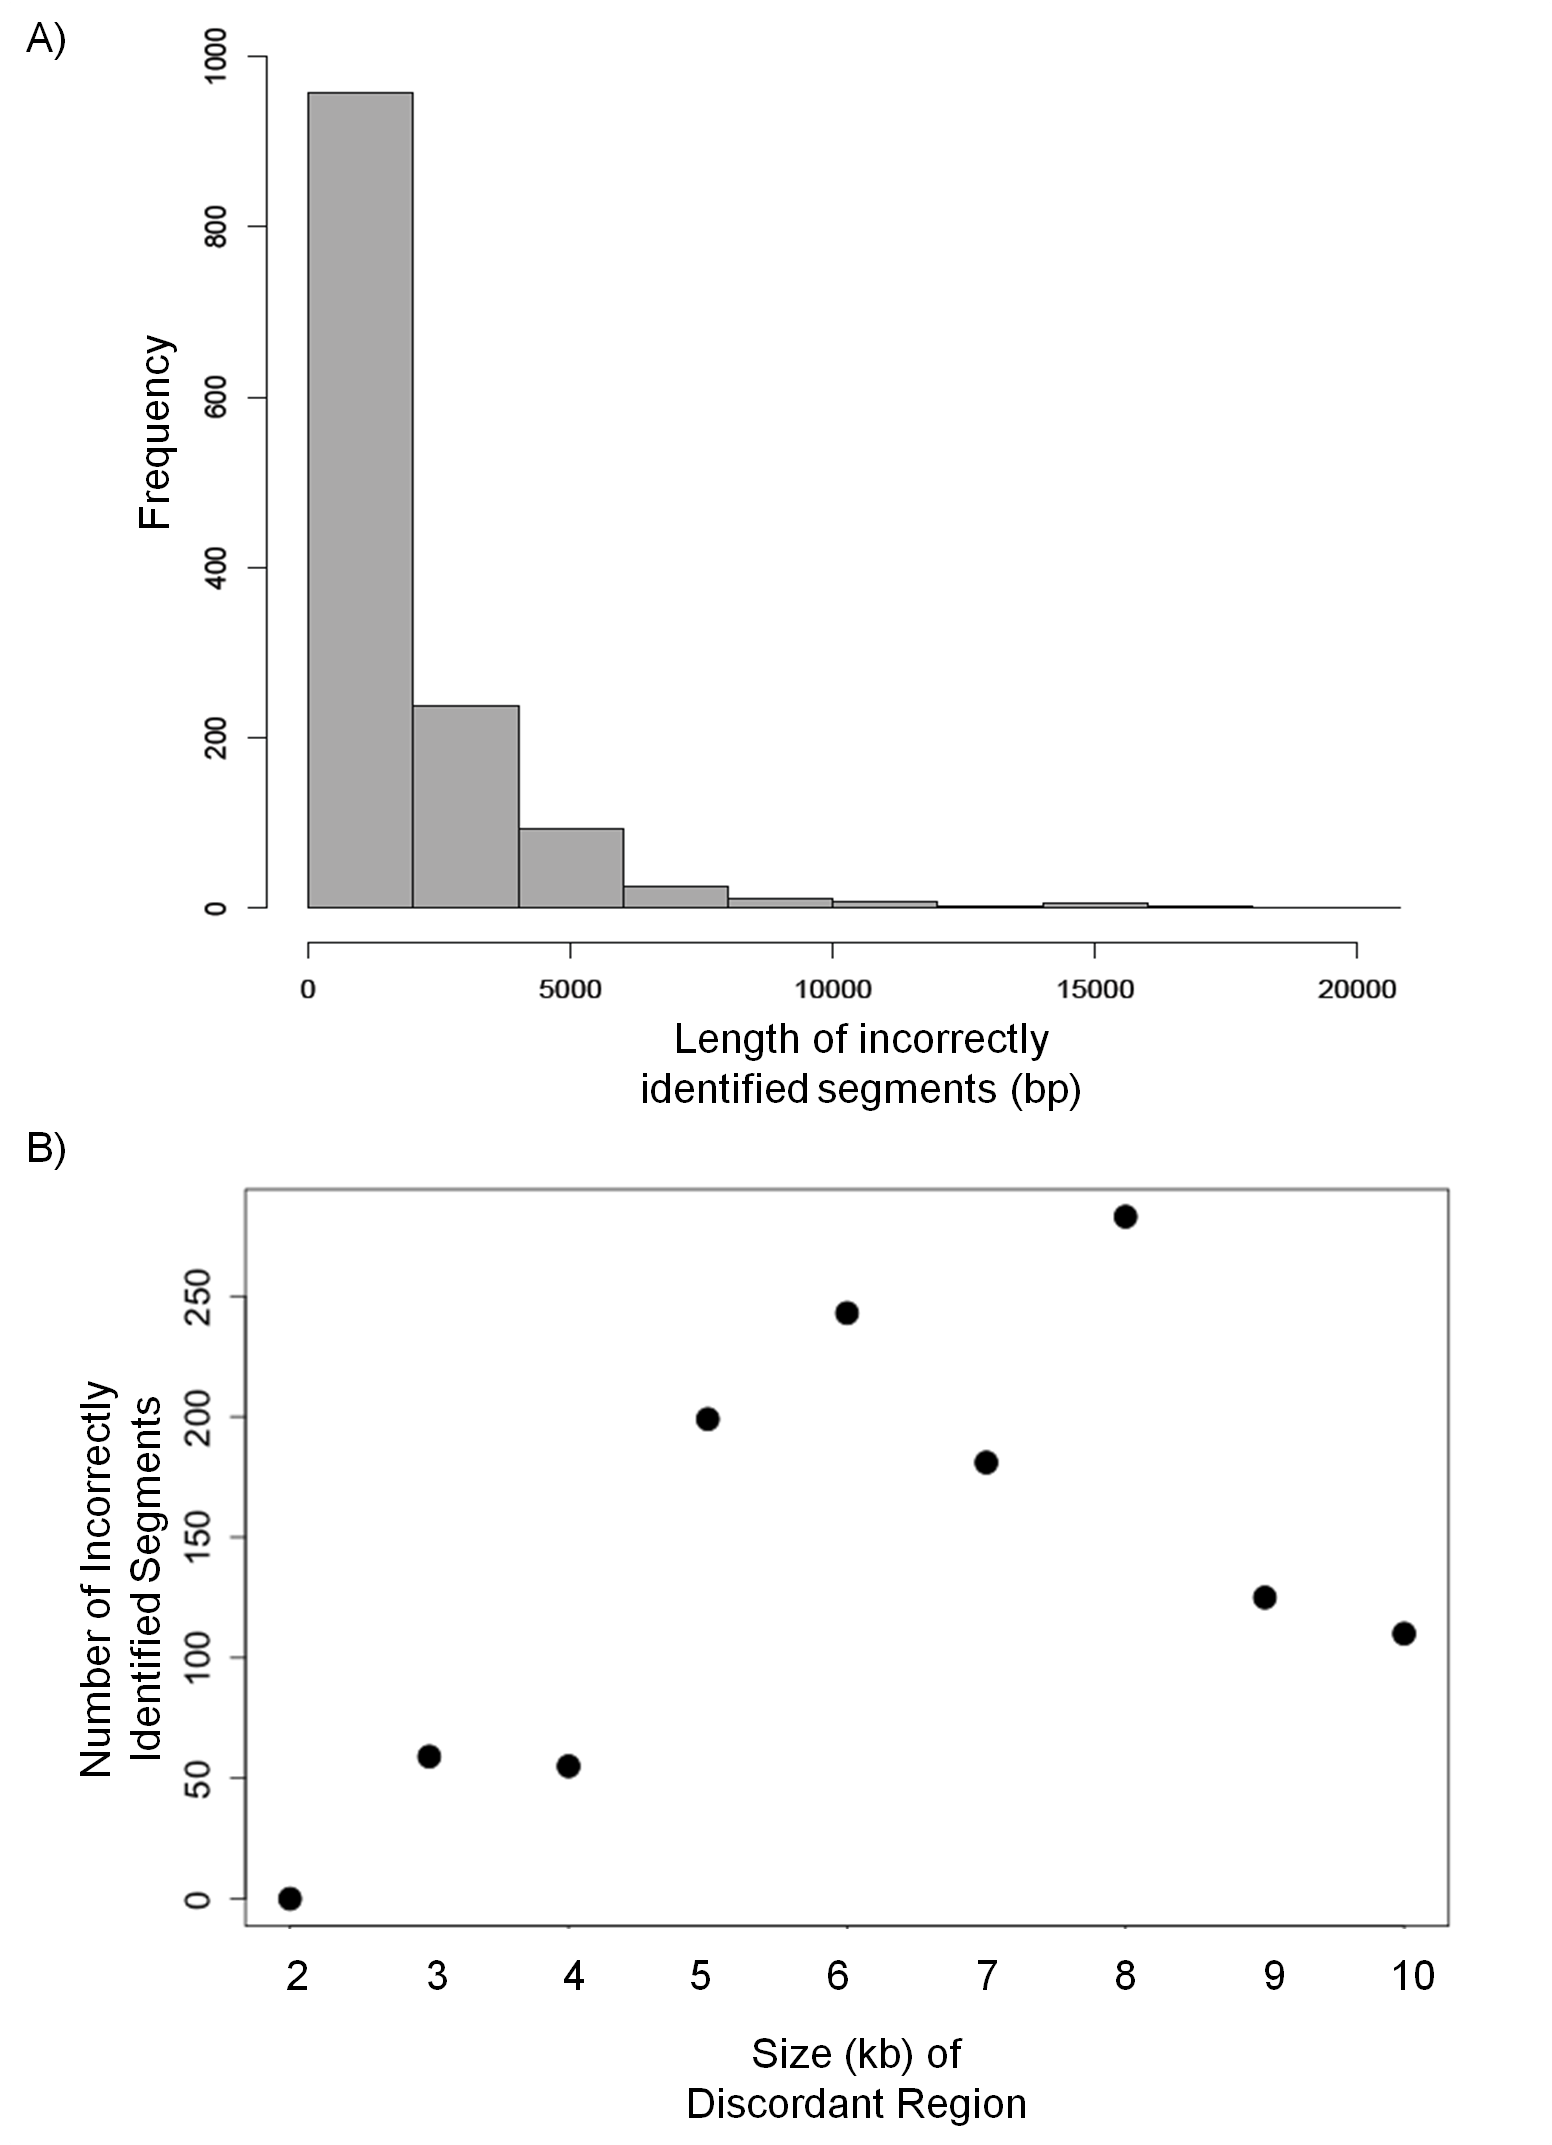 A)
1000
800
600
400
200
0
Frequency
0 5000 10000 15000 20000
Length of incorrectly
identified segments (bp)
B)
250
200
150
100
50
0
Number of Incorrectly
Identified Segments
2 3 4 5 6 7 8 9 10
Size (kb) of
Discordant Region